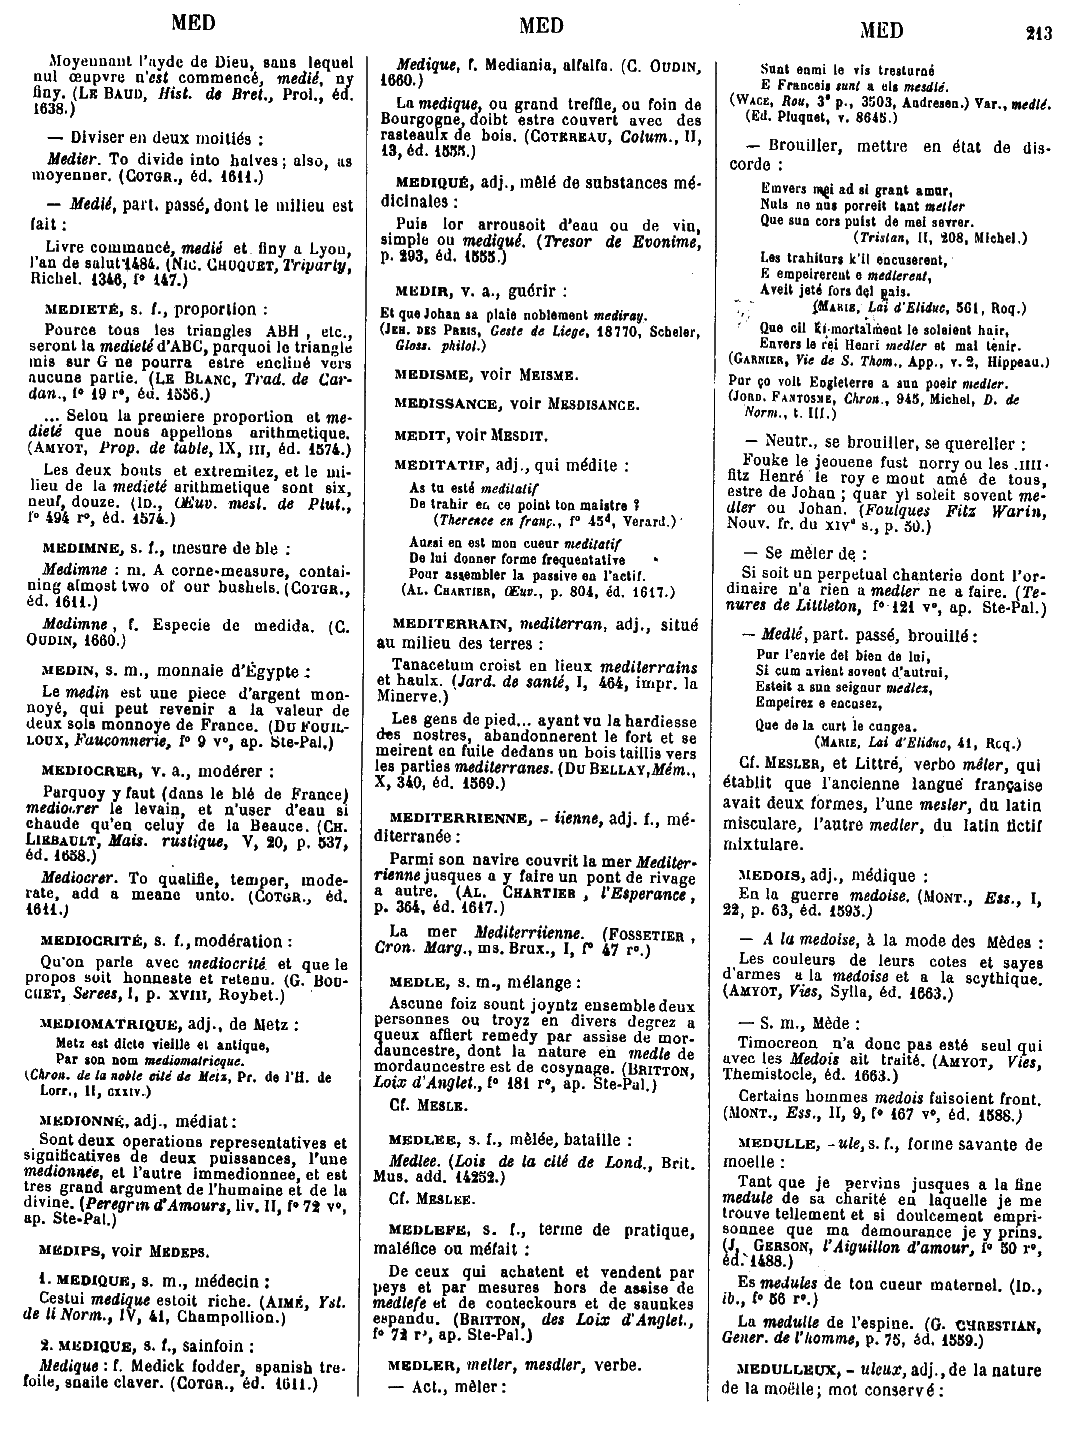 MED
MED
MED
213
Moyennant l'ayde de Dieu, sans lequel
nul œupvre n'est commencé, medié, ny
finy. (LE BAUD, Hist. de Bret., Prol., éd.
1638.)
— Diviser en deux moitiés :
Medier. To divide into halves; also, as
moyenner. (COTGR., éd. 1611.)
— Medié, part. passé, dont le milieu est
fait :
Livre commancé, medié et finy a Lyon,
l'an de salut 1484. (NIC. CHUQUET, Triparty,
Richel. 1346, f° 147.)
MEDIETÉ, s. f., proportion :
Pource tous les triangles ABH, etc.,
seront la medieté d'ABC, parquoi le triangle
mis sur G ne pourra estre encliné vers
aucune partie. (LE BLANC, Trad. de Car-
dan., f° 19 r°, éd. 1556.)
... Selon la premiere proportion et me-
dieté que nous appellons arithmetique.
(AMYOT, Prop. de table, IX, III, éd. 1574.)
Les deux bouts et extremitez, et le mi-
lieu de la medieté arithmetique sont six,
neuf, douze. (ID., Œuv. mesl. de Plut.,
f° 494 r°, éd. 1574.)
MEDIMNE, s. f., mesure de ble :
Medimne : m. A corne-measure, contai-
ning almost two of our bushels. (COTGR.,
éd. 1611.)
Medimne, f. Especie de medida. (C.
OUDIN, 1660.)
MEDIN, s. m., monnaie d'Égypte :
Le medin est une piece d'argent mon-
noyé, qui peut revenir a la valeur de
deux sols monnoye de France. (DU FOUIL-
LOUX, Fauconnerie, f° 9 v°, ap. Ste-Pal.)
MEDIOCRER, v. a., modérer :
Parquoy y faut (dans le blé de France)
mediocrer le levain, et n'user d'eau si
chaude qu'en celuy de la Beauce. (CH.
LIEBAULT, Mais. rustique, V, 20, p. 537,
éd. 1658.)
Mediocrer. To qualifie, temper, mode-
rate, add a meane unto. (COTGR., éd.
1611.)
MEDIOCRITÉ, s. f., modération :
Qu'on parle avec mediocrité et que le
propos soit honneste et retenu. (G. BOU-
CHET, Serees, I, p. XVIII, Roybet.)
MEDIOMATRIQUE, adj., de Metz :
Metz est dicte vieille et antique,
Par son nom mediomatricque.
(Chron. de la noble cité de Metz, Pr. de l'H. de
Lorr., II, CXXIV.)
MEDIONNÉ, adj., médiat :
Sont deux operations representatives et
significatives de deux puissances, l'une
medionnee, et l'autre immedionnee, et est
tres grand argument de l'humaine et de la
divine. (Peregrin d'Amours, liv. II, f° 72 v°,
ap. Ste-Pal.)
MEDIPS, voir MEDEPS.
1. MEDIQUE, s. m., médecin :
Cestui medique estoit riche. (AIMÉ, Yst.
de li Norm., IV, 41, Champollion.)
2. MEDIQUE, s. f., sainfoin :
Medique : f. Medick fodder, spanish tre-
foile, snaile claver. (COTGR., éd. 1611.)
Medique, f. Mediania, alfalfa. (C. OUDIN,
1660.)
La medique, ou grand treffle, ou foin de
Bourgogne, doibt estre couvert avec des
rasteaulx de bois. (COTEREAU, Colum., II,
13, éd. 1555.)
MEDIQUÉ, adj., mêlé de substances mé-
dicinales :
Puis lor arrousoit d'eau ou de vin,
simple ou mediqué. (Tresor de Evonime,
p. 293, éd. 1555.)
MEDIR, v. a., guérir :
Et que Johan sa plaie noblement mediray.
(JEH. DES PREIS, Geste de Liege, 18770, Scheler,
Gloss. philol.)
MEDISME, voir MEISME.
MEDISSANCE, voir MESDISANCE.
MEDIT, voir MESDIT.
MEDITATIF, adj., qui médite :
As tu esté meditatif
De trahir en ce point ton maistre ?
(Therence en franç., f° 45d, Verard.)
Aussi en est mon cueur meditatif
De lui donner forme frequentative
Pour assembler la passive en l'actif.
(AL. CHARTIER, Œuv., p. 804, éd. 1617.)
MEDITERRAIN, mediterran, adj., situé
au milieu des terres :
Tanacetum croist en lieux mediterrains
et haulx. (Jard. de santé, I, 464, impr. la
Minerve.)
Les gens de pied... ayant vu la hardiesse
des nostres, abandonnerent le fort et se
meirent en fuite dedans un bois taillis vers
les parties mediterranes. (DU BELLAY, Mém.,
X, 340, éd. 1569.)
MEDITERRIENNE, - iienne, adj. f., mé-
diterranée :
Parmi son navire couvrit la mer Mediter-
rienne jusques a y faire un pont de rivage
a autre. (AL. CHARTIER, l'Esperance,
p. 364, éd. 1617.)
La mer Mediterriienne. (FOSSETIER,
Cron. Marg., ms. Brux., I, f° 47 r°.)
MEDLE, s. m., mélange :
Ascune foiz sount joyntz ensemble deux
personnes ou troyz en divers degrez a
queux affiert remedy par assise de mor-
dauncestre, dont la nature en medle de
mordauncestre est de cosynage. (BRITTON,
Loix d'Anglet., f° 181 r°, ap. Ste-Pal.)
Cf. MESLE.
MEDLEE, s. f., mêlée, bataille :
Medlee. (Lois de la cité de Lond., Brit.
Mus. add. 14252.)
Cf. MESLEE.
MEDLEFE, s. f., terme de pratique,
maléfice ou méfait :
De ceux qui achatent et vendent par
peys et par mesures hors de assise de
medlefe et de conteckours et de saunkes
espandu. (BRITTON, des Loix d'Anglet.,
f° 72 r°, ap. Ste-Pal.)
MEDLER, meller, mesdler, verbe.
— Act., mêler :
Sunt enmi le vis tresturné
E Franceis sunt a els mesdlé.
(WACE, Rou, 3e p., 3503, Andresen.) Var., medlé.
(Ed. Pluquet, v. 8645.)
— Brouiller, mettre en état de dis-
corde :
Envers mei ad si grant amur,
Nuls ne nus porreit tant metler
Que sun cors puist de mei sevrer.
(Tristan, II, 208, Michel.)
Les trahiturs k'il encuserent,
E empeirerent e medlerent,
Aveit jeté fors del pais.
(MARIE, Lai d'Eliduc, 561, Roq.)
Que cil ki mortalment le soleient hair,
Envers le rei Henri medler et mal tenir.
(GARNIER, Vie de S. Thom., App., v. 2, Hippeau.)
Pur ço volt Engleterre a sun poeir medler.
(JORD. FANTOSME, Chron., 945, Michel, D. de
Norm., t. III.)
— Neutr., se brouiller, se quereller :
Fouke le jeouene fust norry ou les .IIII.
fitz Henré le roy e mout amé de tous,
estre de Johan ; quar yl soleit sovent me-
dler ou Johan. (Foulques Fitz Warin,
Nouv. fr. du XIVe s., p. 50.)
— Se mêler de :
Si soit un perpetual chanterie dont l'or-
dinaire n'a rien a medler ne a faire. (Te-
nures de Littleton, f° 121 v°, ap. Ste-Pal.)
— Medlé, part. passé, brouillé :
Pur l'envie del bien de lui,
Si cum avient sovent d'autrui,
Esteit a sun seignur medlez,
Empeirez e encusez,
Que de la curt le cungea.
(MARIE, Lai d'Eliduc, 41, Roq.)
Cf. MESLER, et Littré, verbo mêler, qui
établit que l'ancienne langue française
avait deux formes, l'une mesler, du latin
misculare, l'autre medler, du latin fictif
mixtulare.
MEDOIS, adj., médique :
En la guerre medoise. (MONT., Ess., I,
22, p. 63, éd. 1595.)
— A la medoise, à la mode des Mèdes :
Les couleurs de leurs cotes et sayes
d'armes a la medoise et a la scythique.
(AMYOT, Vies, Sylla, éd. 1663.)
— S. m., Mède :
Timocreon n'a donc pas esté seul qui
avec les Medois ait traité. (AMYOT, Vies,
Themistocle, éd. 1663.)
Certains hommes medois faisoient front.
(MONT., Ess., II, 9, f° 167 v°, éd. 1588.)
MEDULLE, - ule, s. f., forme savante de
moelle :
Tant que je pervins jusques a la fine
medule de sa charité en laquelle je me
trouve tellement et si doulcement empri-
sonnee que ma demourance je y prins.
(J. GERSON, l'Aiguillon d'amour, f° 50 r°,
éd. 1488.)
Es medules de ton cueur maternel. (ID.,
ib., f° 56 r°.)
La medulle de l'espine. (G. CHRESTIAN,
Gener. de l'homme, p. 75, éd. 1559.)
MEDULLEUX, - uleux, adj., de la nature
de la moëlle; mot conservé :